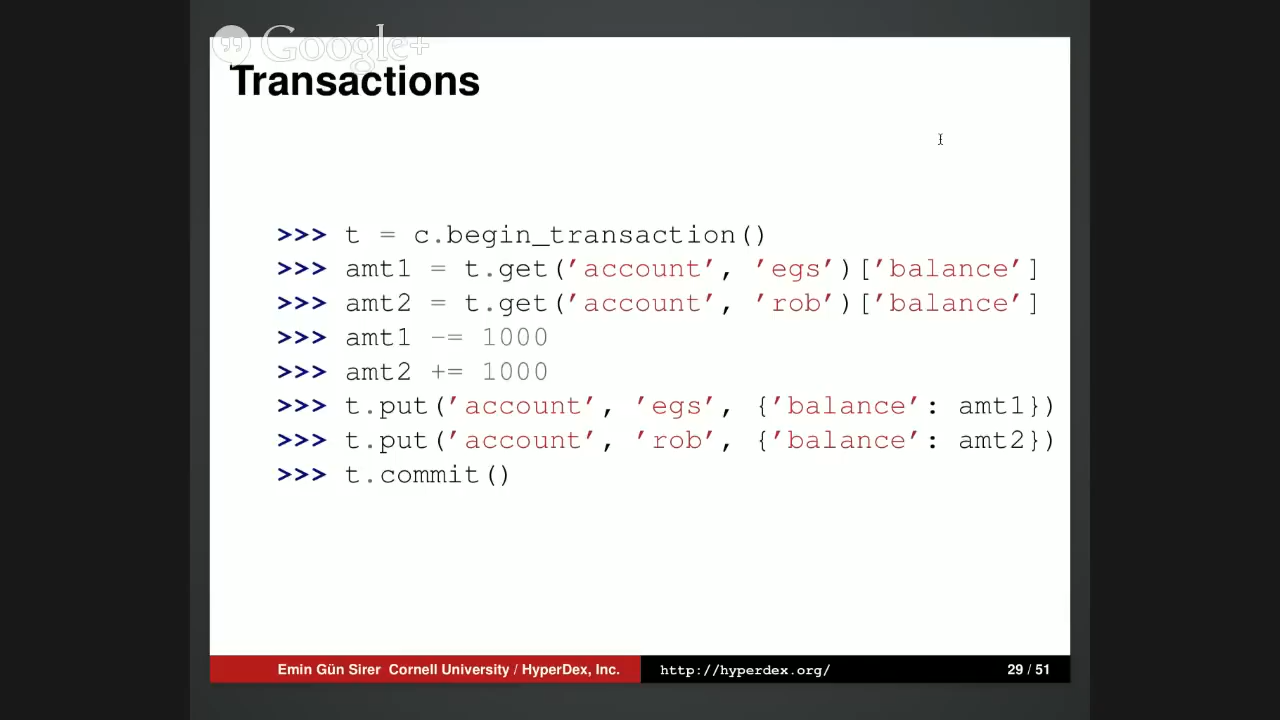 Google+
Transactions
>>> t = c.begin_transaction()
>>> amt1 = t.get('account', 'egs')['balance']
>>> amt2 = t.get('account', 'rob')['balance']
>>> amt1 -= 1000
>>> amt2 += 1000
>>> t.put('account', 'egs', {'balance': amt1})
>>> t.put('account', 'rob', {'balance': amt2})
>>> t.commit()
Emin Gün Sirer Cornell University / HyperDex, Inc. http://hyperdex.org/ 29 / 51